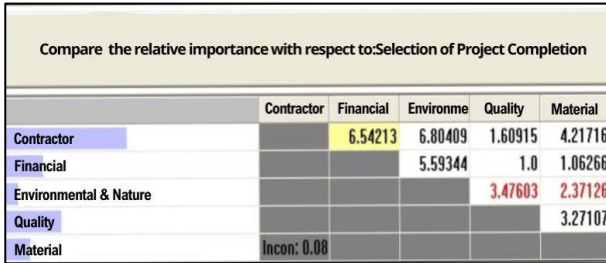 Compare the relative importance with respect to:Selection of Project Completion
Contractor Financial Environme Quality Material
Contractor 6.54213 6.80409 1.60915 4.21716
Financial 5.59344 1.0 1.06266
Environmental & Nature 3.47603 2.37126
Quality 3.27107
Material Incon: 0.08